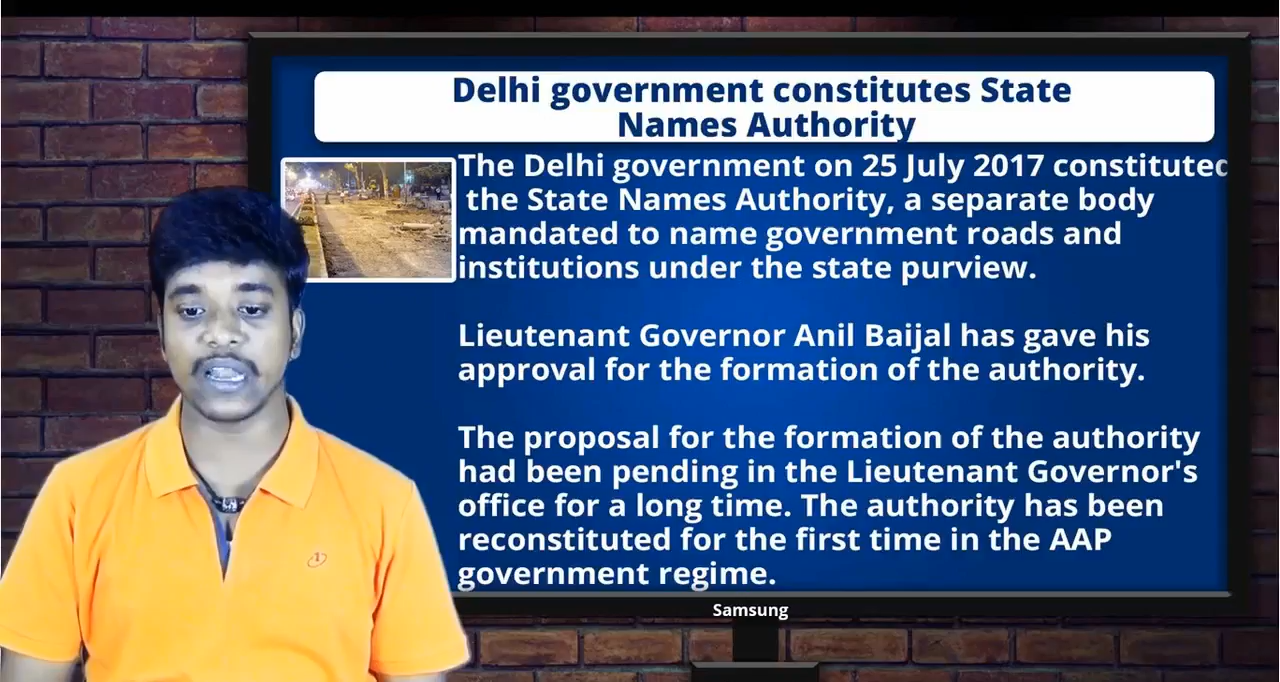 Delhi government constitutes State
Names Authority
The Delhi government on 25 July 2017 constituted
the State Names Authority, a separate body
mandated to name government roads and
institutions under the state purview.
Lieutenant Governor Anil Baijal has gave his
approval for the formation of the authority.
The proposal for the formation of the authority
had been pending in the Lieutenant Governor's
office for a long time. The authority has been
reconstituted for the first time in the AAP
government regime.
Samsung